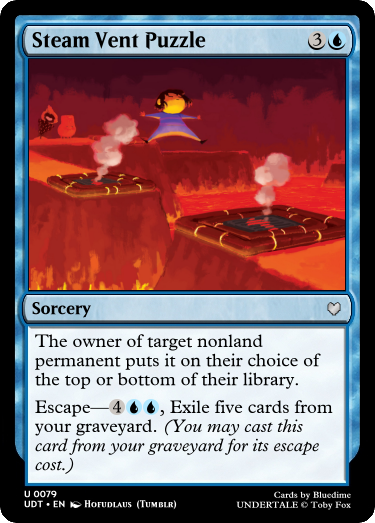 Steam Vent Puzzle 3
Sorcery
The owner of target nonland
permanent puts it on their choice of
the top or bottom of their library.
Escape—4, Exile five cards from
your graveyard. (You may cast this
card from your graveyard for its escape
cost.)
U 0079
UDT • EN Hofudlaus (Tumblr)
Cards by Bluedime
UNDERTALE © Toby Fox